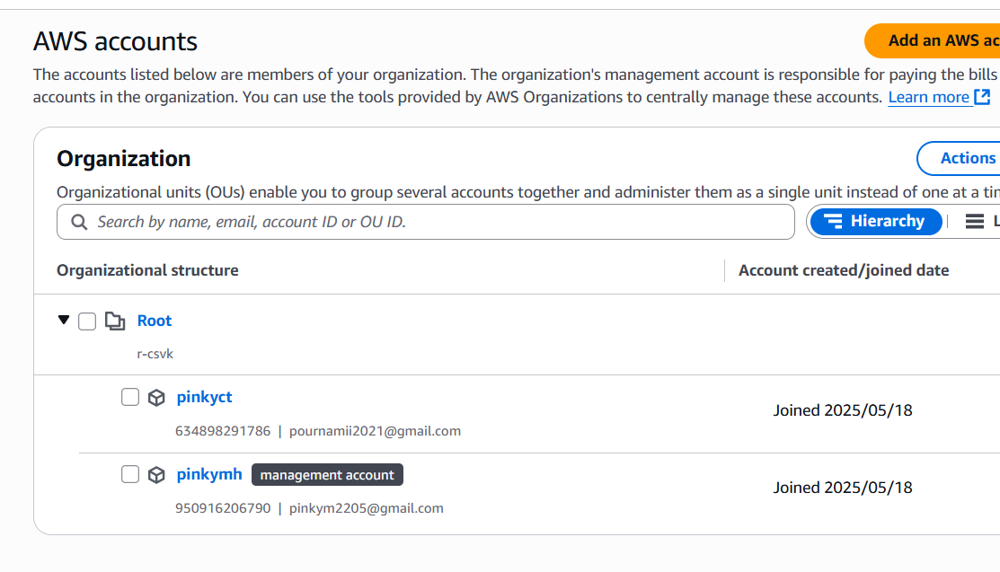 AWS accounts
Add an AWS ac
The accounts listed below are members of your organization. The organization's management account is responsible for paying the bills
accounts in the organization. You can use the tools provided by AWS Organizations to centrally manage these accounts. Learn more
Organization
Actions
Organizational units (OUs) enable you to group several accounts together and administer them as a single unit instead of one at a tim
Search by name, email, account ID or OU ID.
Hierarchy
L
Organizational structure
Account created/joined date
Root
r-csvk
pinkyct
634898291786 | pournamii2021@gmail.com
Joined 2025/05/18
pinkymh management account
950916206790 | pinkym2205@gmail.com
Joined 2025/05/18